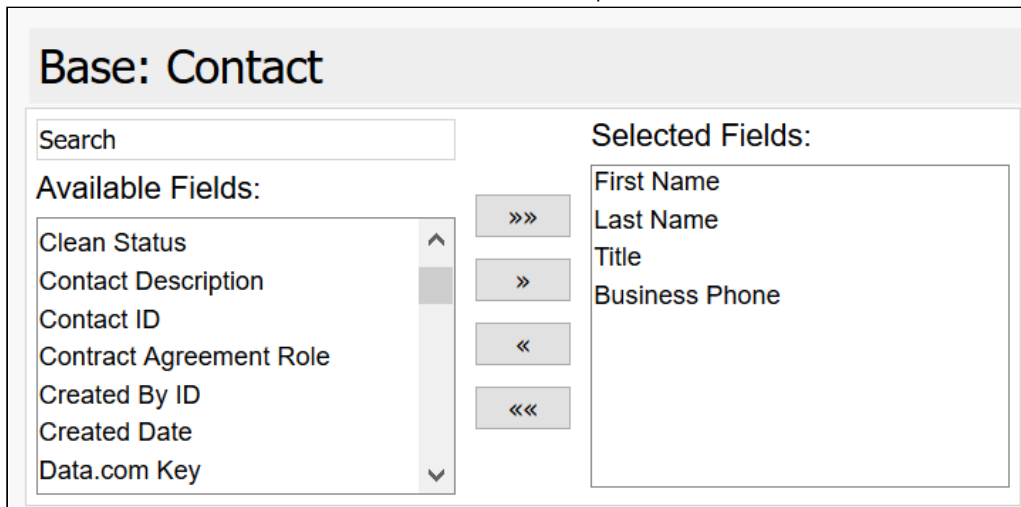 Base: Contact
Search
Available Fields:
Clean Status
Contact Description
Contact ID
Contract Agreement Role
Created By ID
Created Date
Data.com Key
»»
»
«
««
Selected Fields:
First Name
Last Name
Title
Business Phone